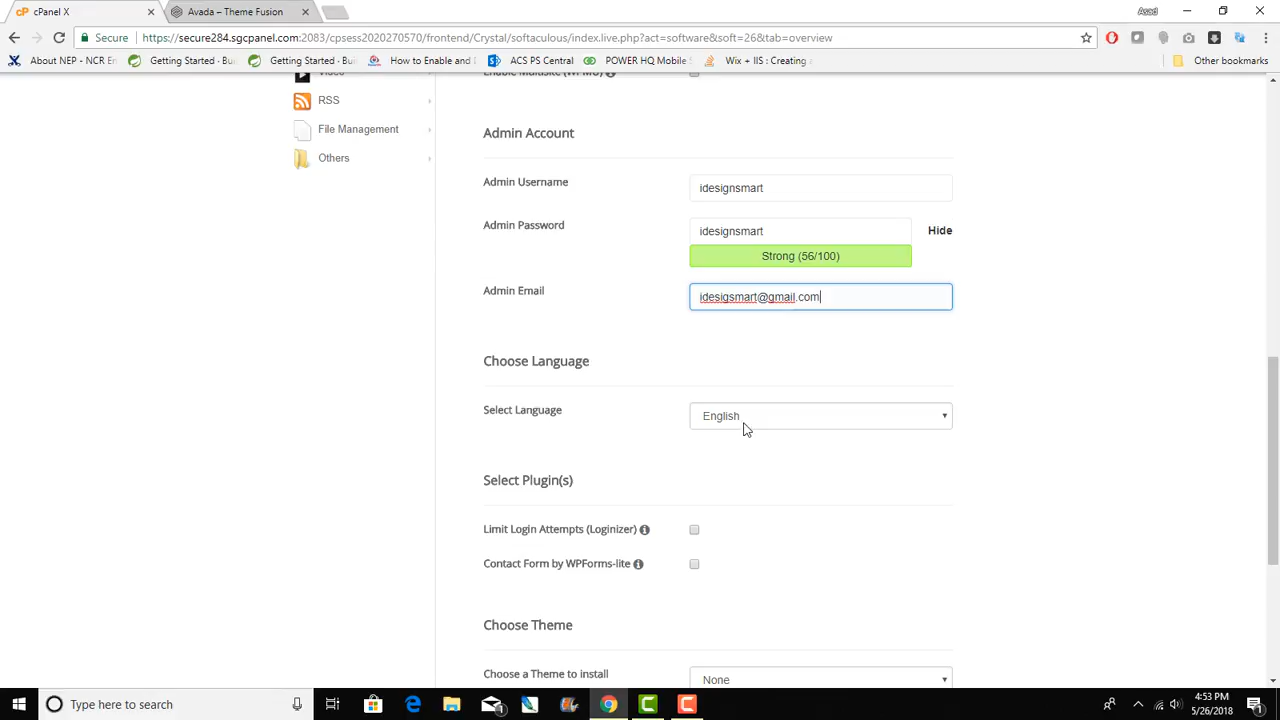 cPanel X
Avada – Theme Fusion
Asad
Secure
https://secure284.sgcpanel.com:2083/cpsess2020270570/frontend/Crystal/softaculous/index.live.php?act=software&soft=26&tab=overview
About NEP - NCR En
Getting Started · Bu
Getting Started · Bu
How to Enable and
ACS PS Central
POWER HQ Mobile S
Wix + IIS : Creating a
Other bookmarks
Video
Enable Multisite (WPMU)
RSS
File Management
Others
Admin Account
Admin Username
idesignsmart
Admin Password
idesignsmart
Hide
Strong (56/100)
Admin Email
idesigsmart@gmail.com
Choose Language
Select Language
English
Select Plugin(s)
Limit Login Attempts (Loginizer)
Contact Form by WPForms-lite
Choose Theme
Choose a Theme to install
None
Type here to search
4:53 PM
5/26/2018